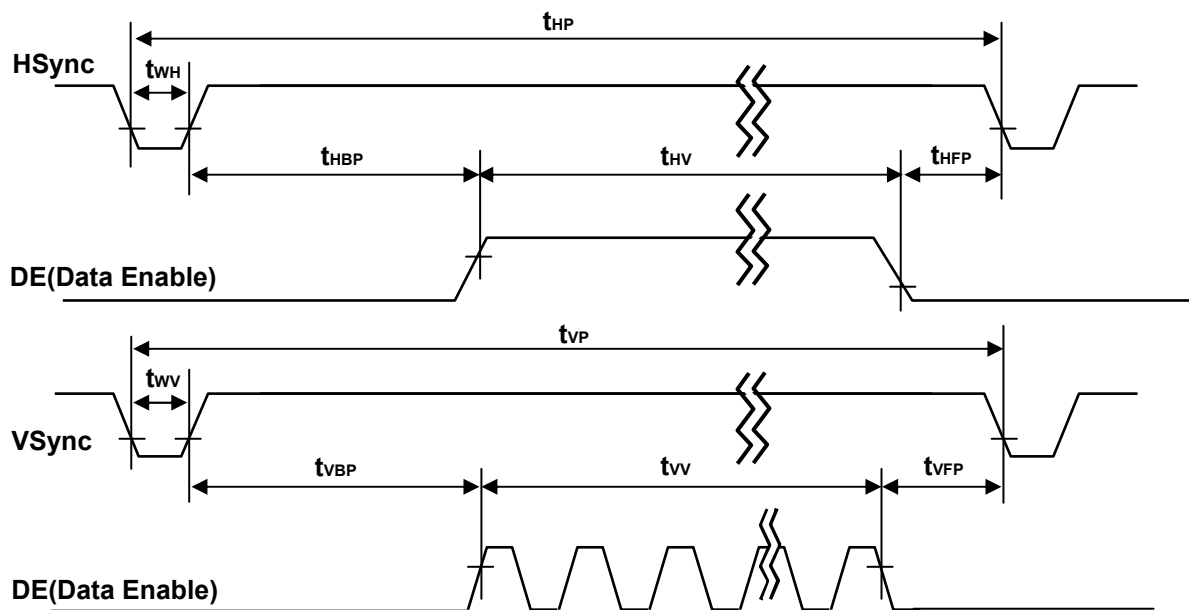 tHP
HSync
tWH
tHBP
tHV
tHFP
DE(Data Enable)
tVP
tWV
VSync
tVBP
tVV
tVFP
DE(Data Enable)